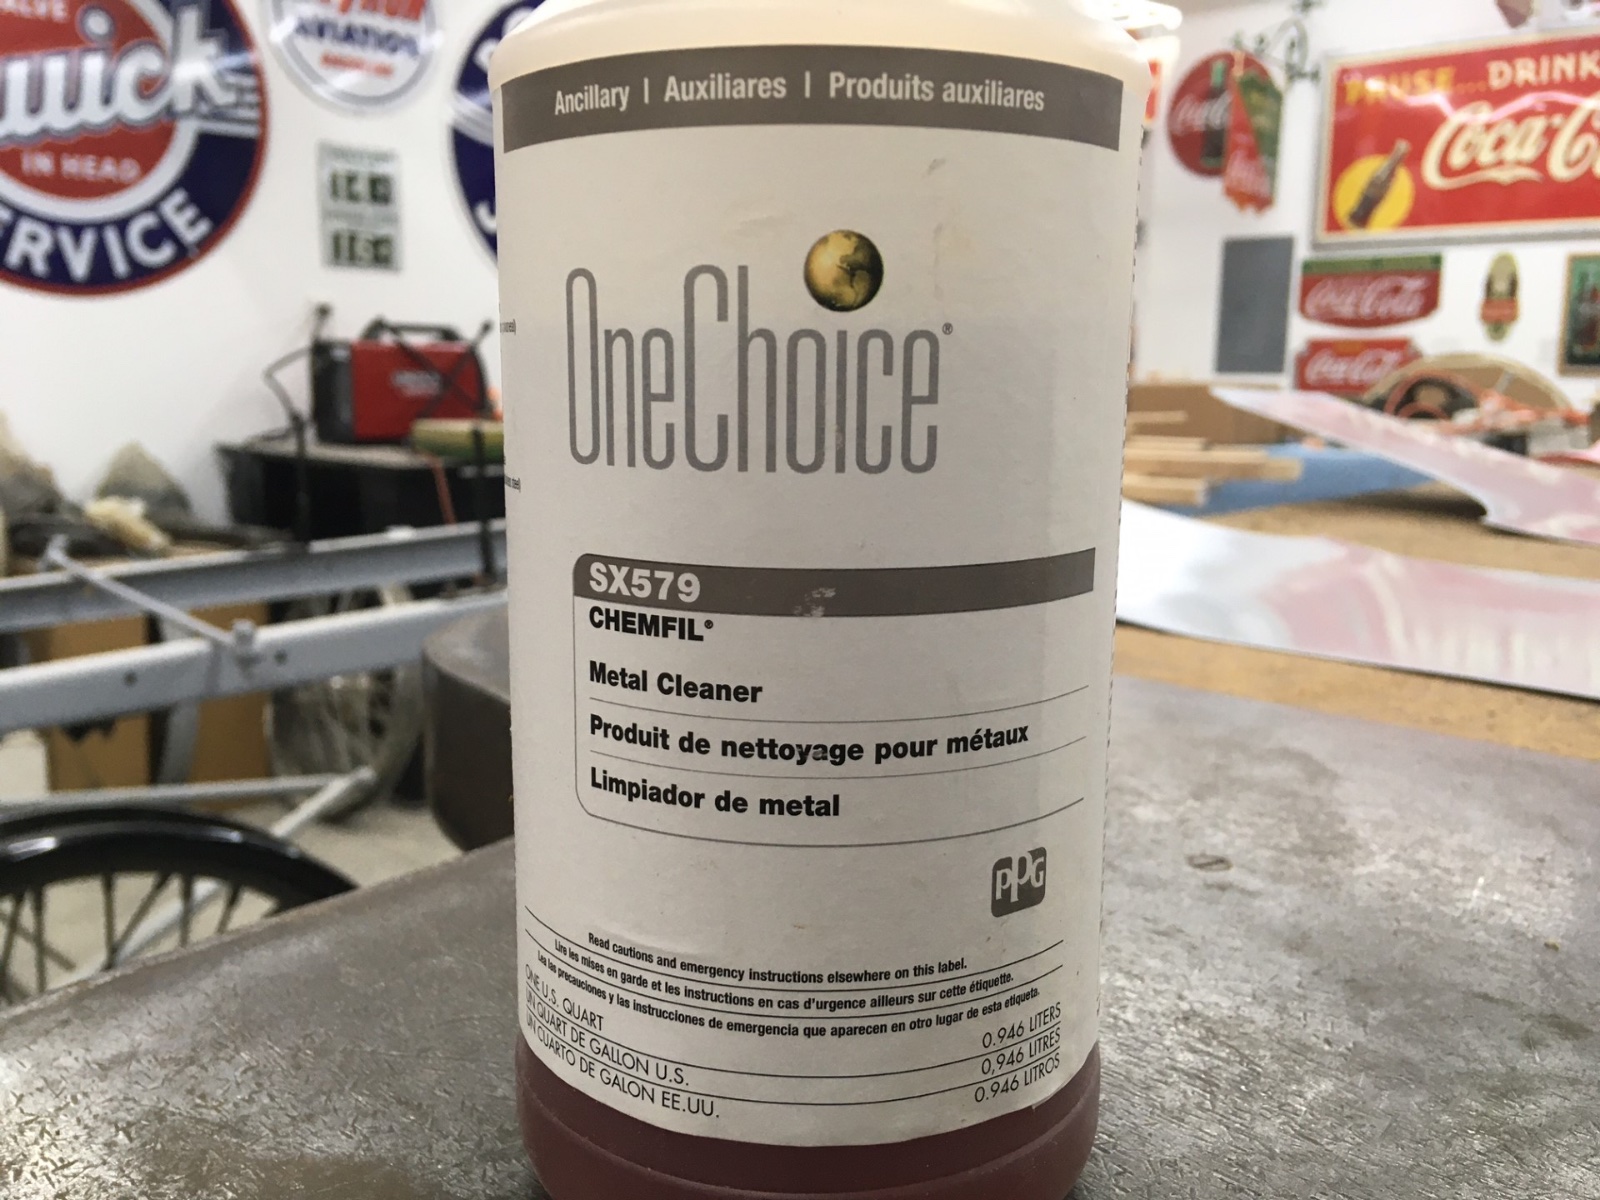 Ancillary | Auxiliares | Produits auxiliares
OneChoice®
SX579
CHEMFIL®
Metal Cleaner
Produit de nettoyage pour métaux
Limpiador de metal
PPG
Read cautions and emergency instructions elsewhere on this label.
Lire les mises en garde et les instructions en cas d'urgence ailleurs sur cette étiquette.
Lea las precauciones y las instrucciones de emergencia que aparecen en otro lugar de esta etiqueta.
ONE U.S. QUART 0.946 LITERS
UN QUART DE GALLON U.S. 0,946 LITRES
UN CUARTO DE GALON EE.UU. 0.946 LITROS
IN HEAD
AVIATION
PAUSE...DRINK
Coca-C
Coca-Cola
Coca-Cola